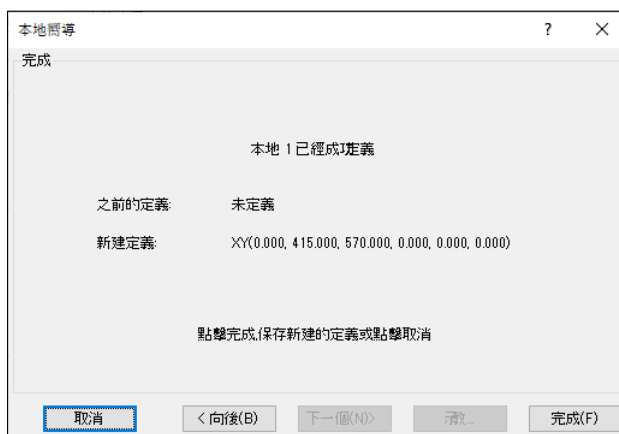 本地嚮導
?
完成
本地 1 已經成功定義
之前的定義: 未定義
新建定義: XY(0.000, 415.000, 570.000, 0.000, 0.000, 0.000)
點擊完成,保存新建的定義或點擊取消
取消 < 向後(B) 下一個(N)> 完成(F)